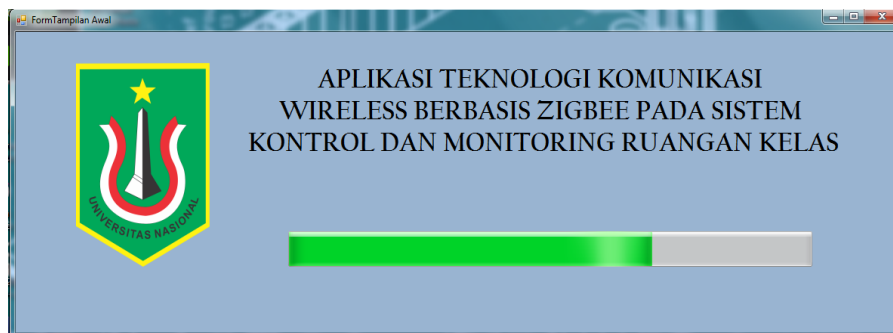 FormTampilan Awal
APLIKASI TEKNOLOGI KOMUNIKASI
WIRELESS BERBASIS ZIGBEE PADA SISTEM
KONTROL DAN MONITORING RUANGAN KELAS
UNIVERSITAS NASIONAL